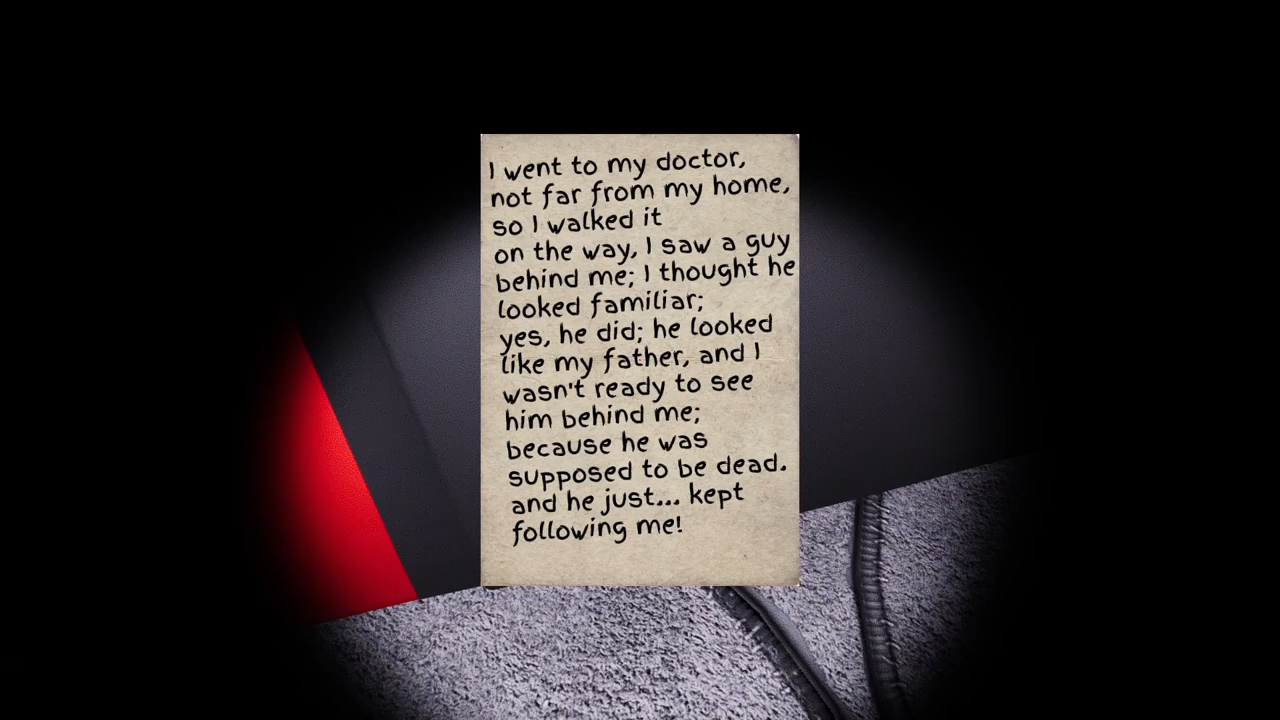 I went to my doctor,
not far from my home,
so I walked it
on the way, I saw a guy
behind me; I thought he
looked familiar;
yes, he did; he looked
like my father, and I
wasn't ready to see
him behind me;
because he was
supposed to be dead.
and he just... kept
following me!